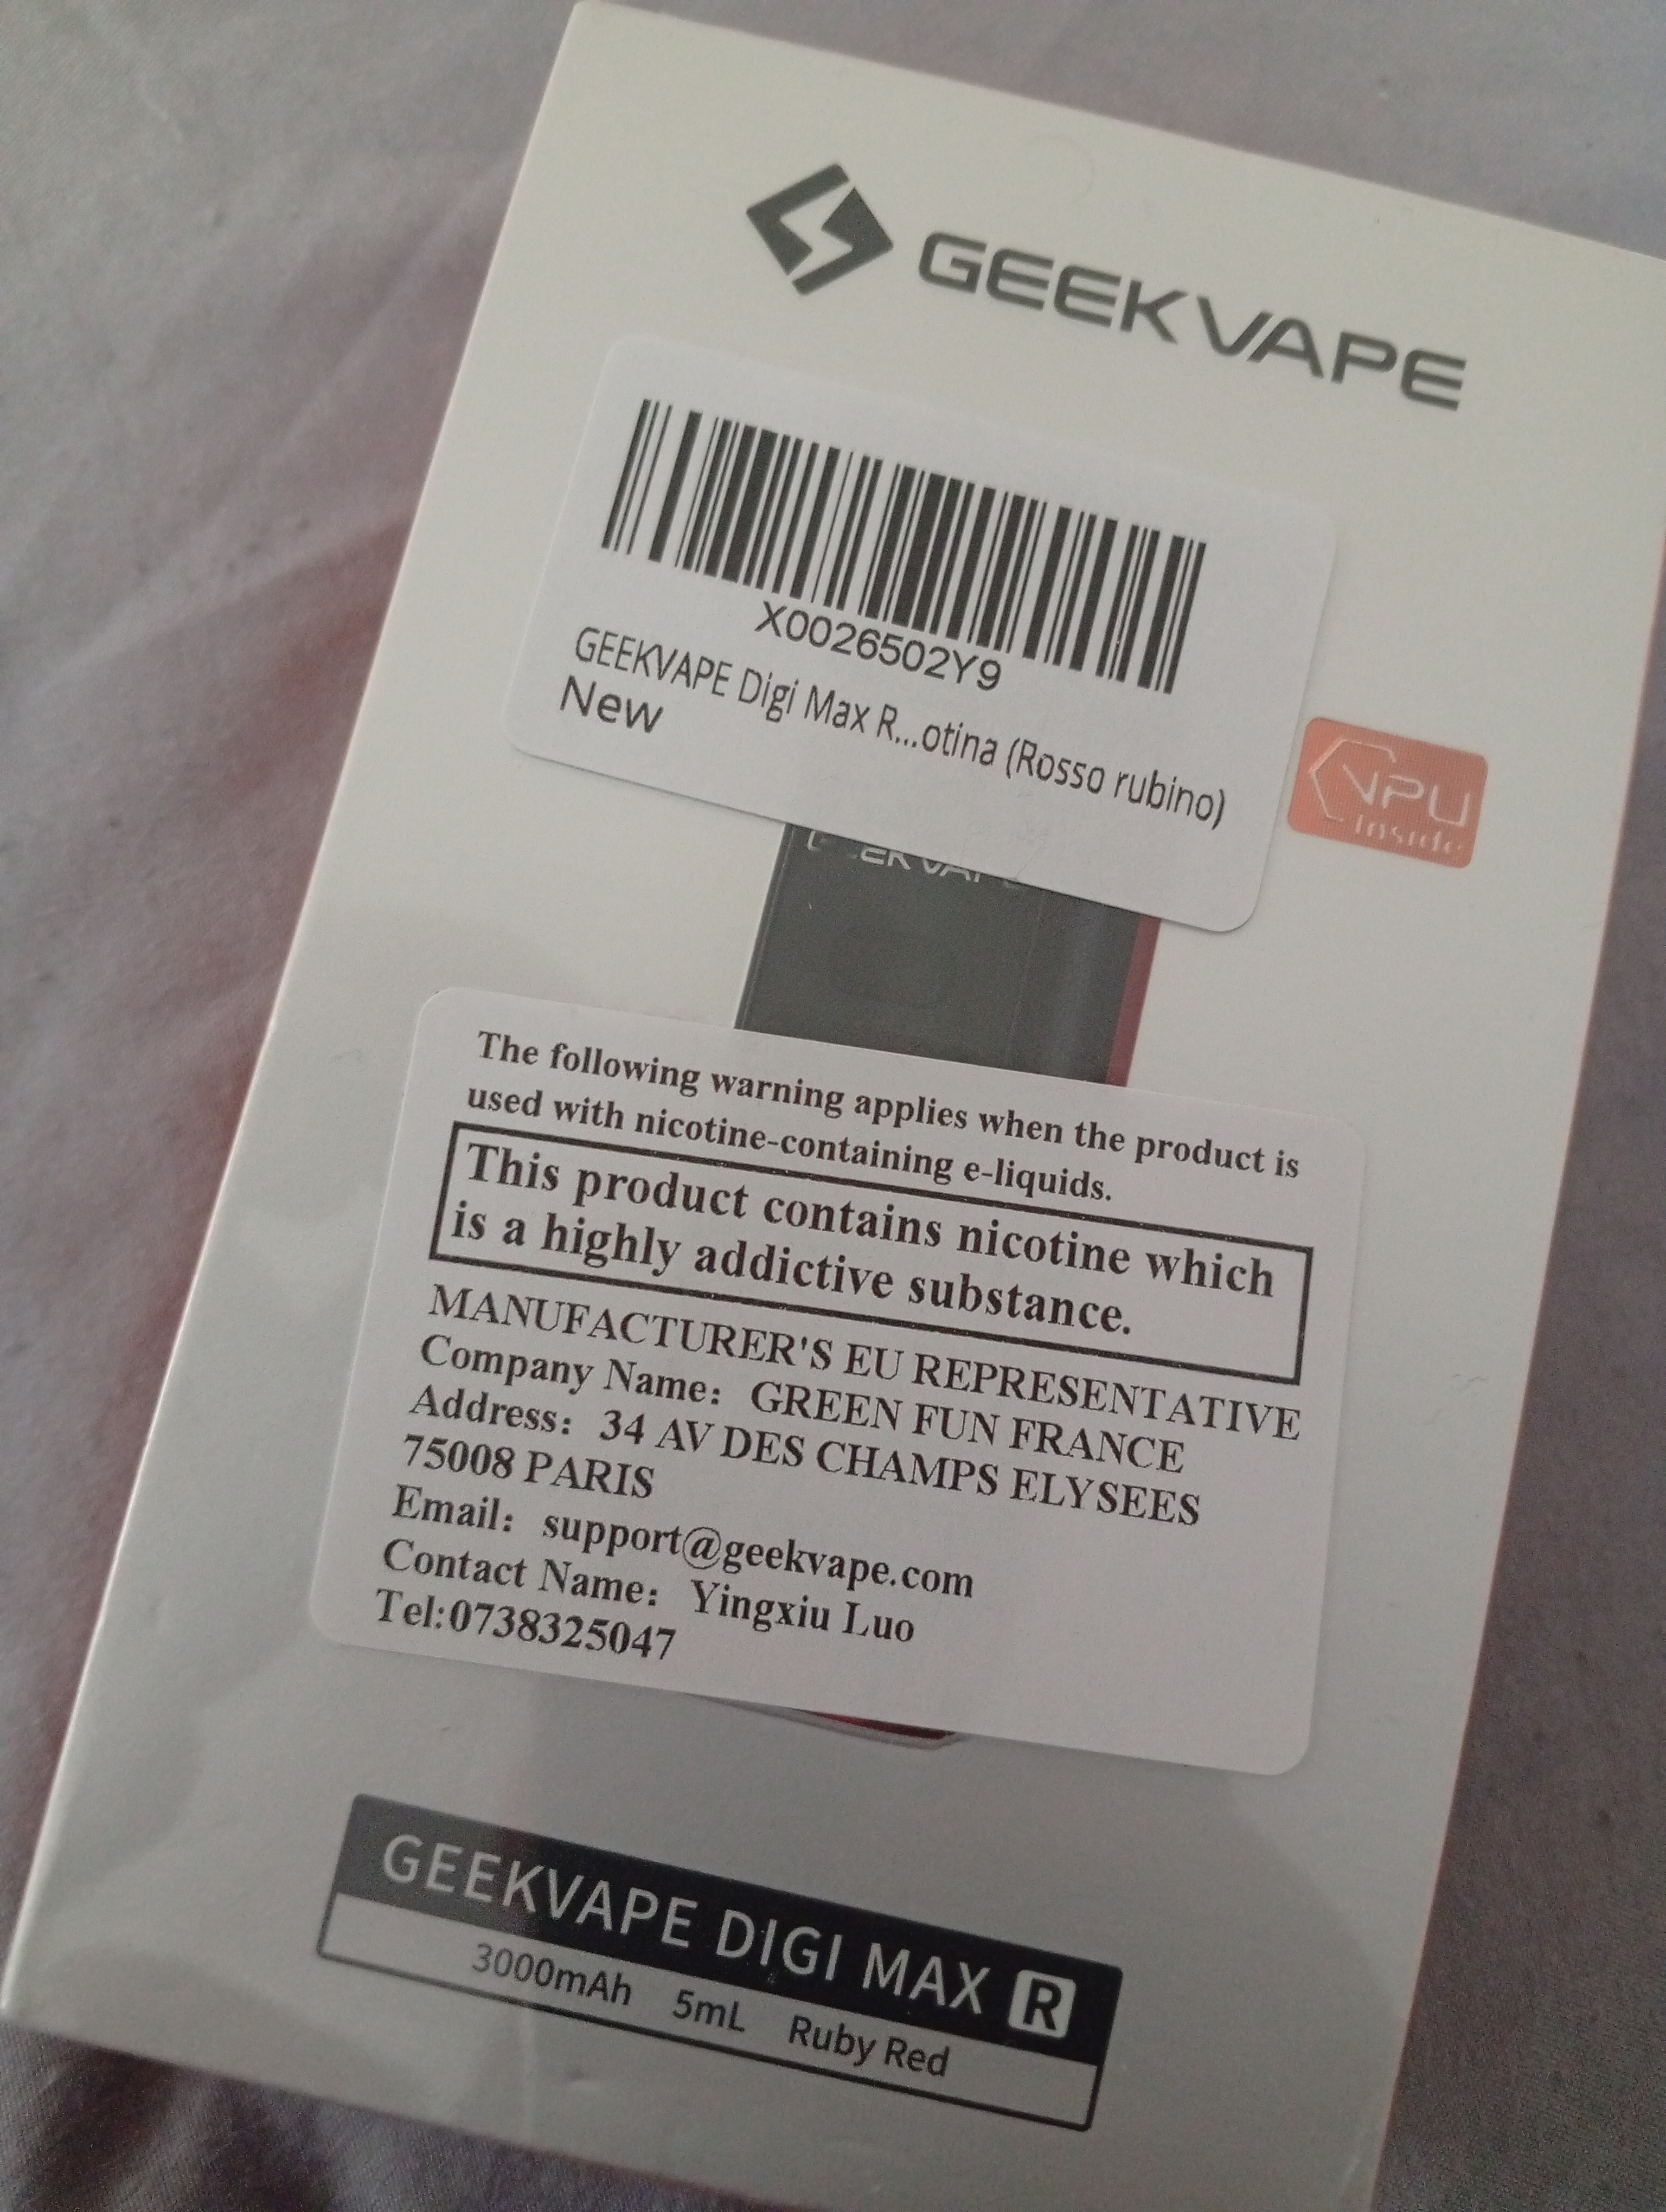 GEEKVAPE
X0026502Y9
GEEKVAPE Digi Max R...otina (Rosso rubino)
New
VPU
Inside
The following warning applies when the product is
used with nicotine-containing e-liquids.
This product contains nicotine which
is a highly addictive substance.
MANUFACTURER'S EU REPRESENTATIVE
Company Name： GREEN FUN FRANCE
Address： 34 AV DES CHAMPS ELYSEES
75008 PARIS
Email： support@geekvape.com
Contact Name： Yingxiu Luo
Tel:0738325047
GEEKVAPE DIGI MAX R
3000mAh 5mL Ruby Red